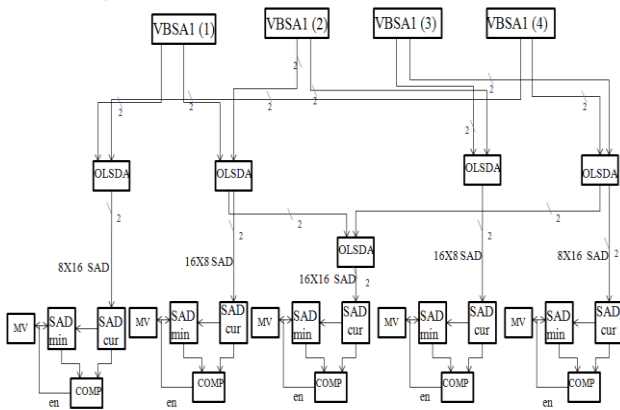 VBSA1 (1)
VBSA1 (2)
VBSA1 (3)
VBSA1 (4)
2
2
2
2
2
2
2
2
OLSDA
OLSDA
OLSDA
OLSDA
2
2
2
2
2
OLSDA
8X16 SAD
16X8 SAD
16X16 SAD
2
16X8 SAD
8X16 SAD
MV
SAD
min
SAD
cur
MV
SAD
min
SAD
cur
MV
SAD
min
SAD
cur
MV
SAD
min
SAD
cur
MV
SAD
min
SAD
cur
COMP
COMP
COMP
COMP
COMP
en
en
en
en
en